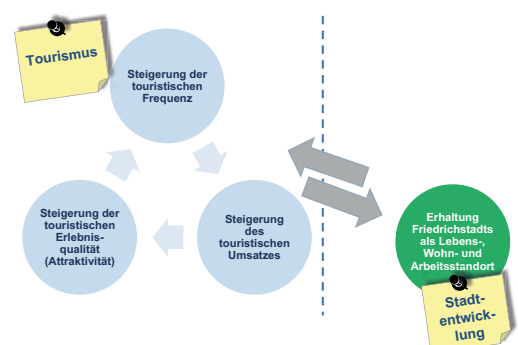 Tourismus
Steigerung der
touristischen
Frequenz
Steigerung der
touristischen
Erlebnis-
qualität
(Attraktivität)
Steigerung
des
touristischen
Umsatzes
Erhaltung
Friedrichstadts
als Lebens-,
Wohn- und
Arbeitsstandort
Stadt-
entwick-
lung